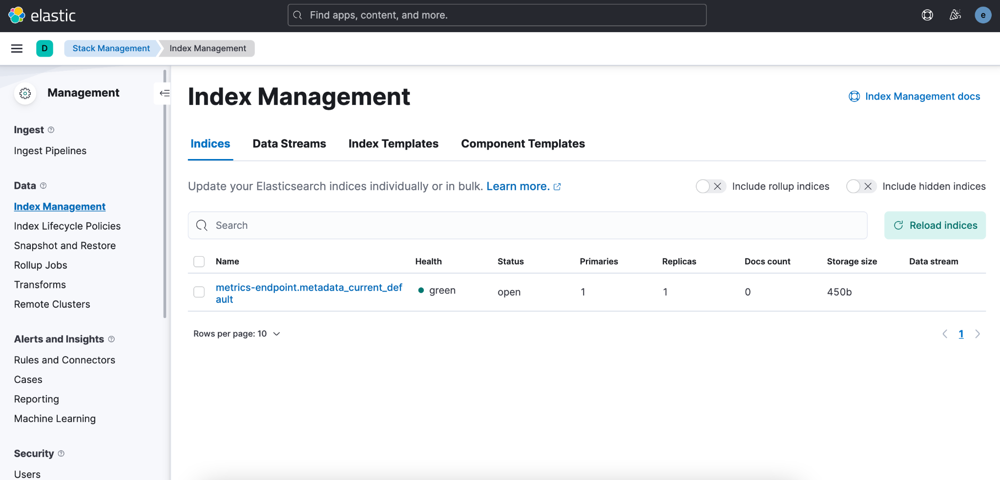 elastic
Find apps, content, and more.
e
D
Stack Management
Index Management
Management
Ingest
Ingest Pipelines
Data
Index Management
Index Lifecycle Policies
Snapshot and Restore
Rollup Jobs
Transforms
Remote Clusters
Alerts and Insights
Rules and Connectors
Cases
Reporting
Machine Learning
Security
Users
Index Management
Index Management docs
Indices
Data Streams
Index Templates
Component Templates
Update your Elasticsearch indices individually or in bulk. Learn more.
Include rollup indices
Include hidden indices
Search
Reload indices
Name Health Status Primaries Replicas Docs count Storage size Data stream
metrics-endpoint.metadata_current_def
ault
green open 1 1 0 450b
Rows per page: 10
1